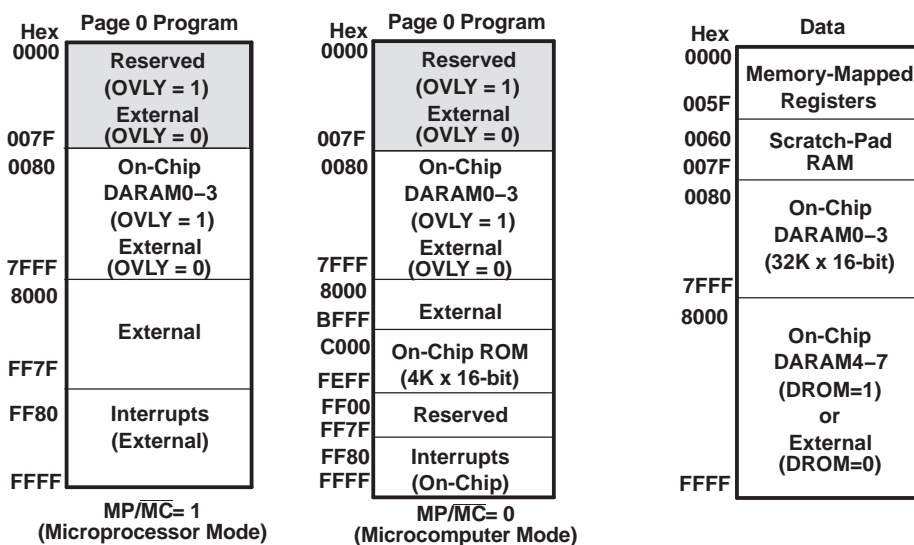 Hex
Page 0 Program
0000
Reserved
(OVLY = 1)
External
(OVLY = 0)
007F
0080
On-Chip
DARAM0–3
(OVLY = 1)
External
(OVLY = 0)
7FFF
8000
External
FF7F
FF80
Interrupts
(External)
FFFF
MP/MC= 1
(Microprocessor Mode)
Hex
Page 0 Program
0000
Reserved
(OVLY = 1)
External
(OVLY = 0)
007F
0080
On-Chip
DARAM0–3
(OVLY = 1)
External
(OVLY = 0)
7FFF
8000
External
BFFF
C000
On-Chip ROM
(4K x 16-bit)
FEFF
FF00
Reserved
FF7F
FF80
Interrupts
(On-Chip)
FFFF
MP/MC= 0
(Microcomputer Mode)
Hex
Data
0000
Memory-Mapped
Registers
005F
0060
Scratch-Pad
RAM
007F
0080
On-Chip
DARAM0–3
(32K x 16-bit)
7FFF
8000
On-Chip
DARAM4–7
(DROM=1)
or
External
(DROM=0)
FFFF